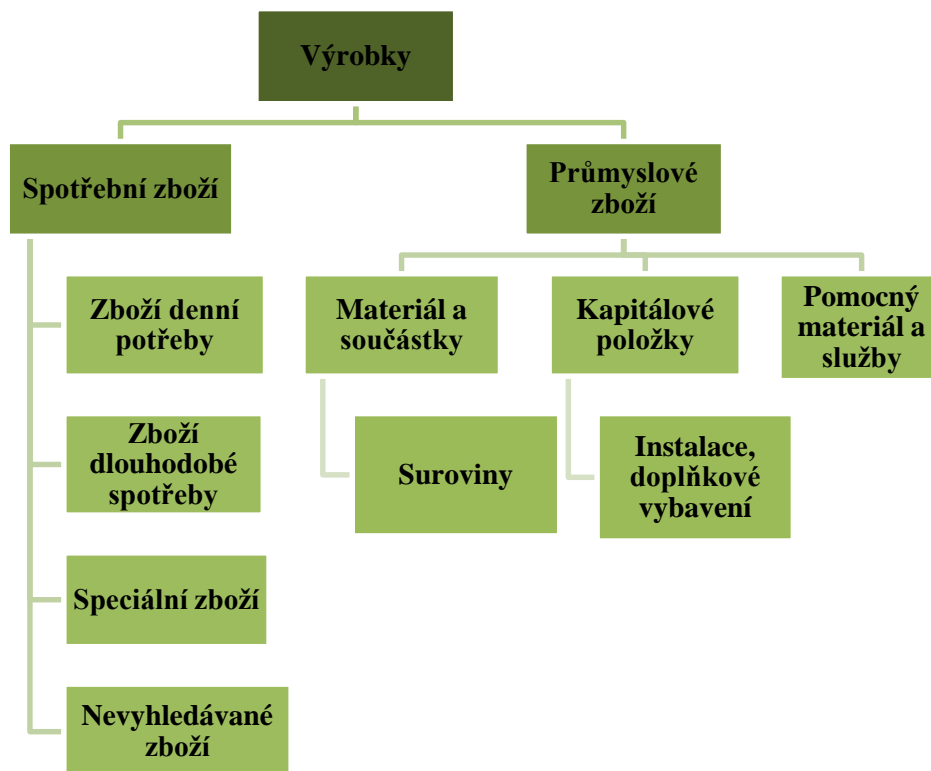 Výrobky
Spotřební zboží
Průmyslové
zboží
Zboží denní
potřeby
Zboží
dlouhodobé
spotřeby
Speciální zboží
Nevyhledávané
zboží
Materiál a
součástky
Suroviny
Kapitálové
položky
Instalace,
doplňkové
vybavení
Pomocný
materiál a
služby